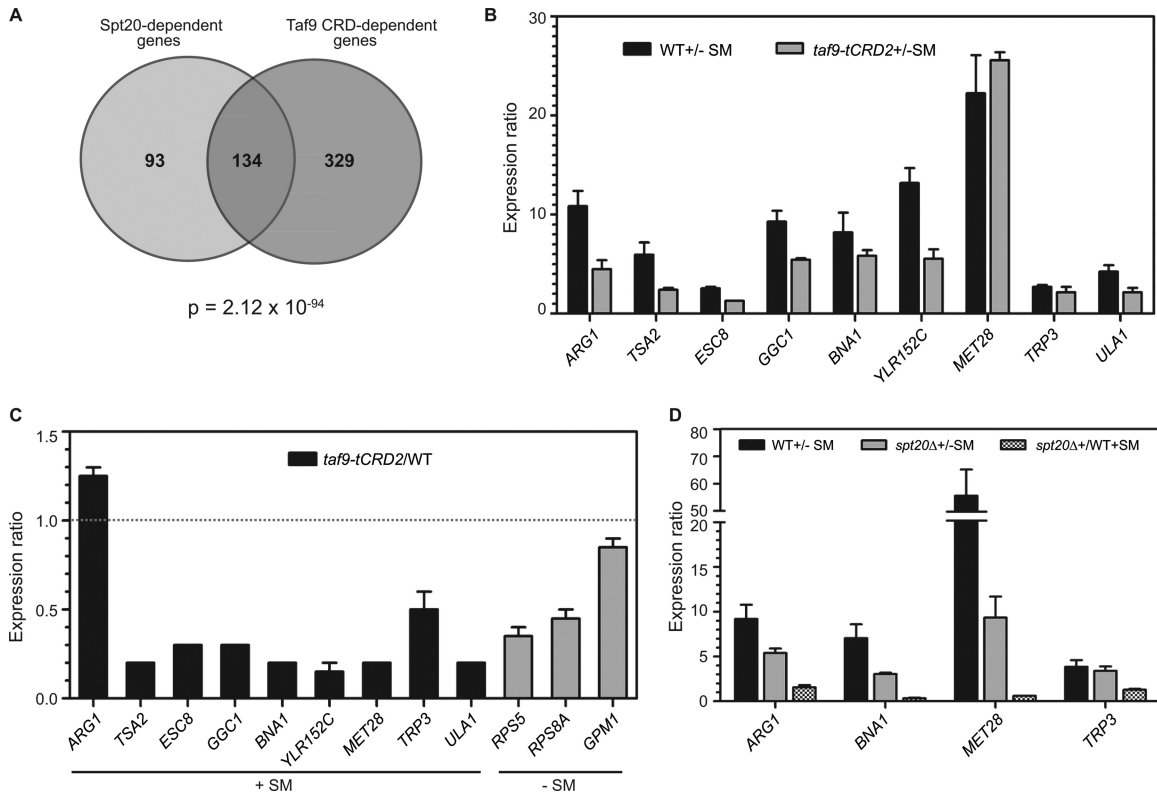 A
Spt20-dependent
genes
Taf9 CRD-dependent
genes
93
134
329
p = 2.12 x 10-94
B
WT+/- SM
taf9-tCRD2+/-SM
Expression ratio
30
20
10
0
ARG1
TSA2
ESC8
GGC1
BNA1
YLR152C
MET28
TRP3
ULA1
C
taf9-tCRD2/WT
Expression ratio
1.5
1.0
0.5
0.0
ARG1
TSA2
ESC8
GGC1
BNA1
YLR152C
MET28
TRP3
ULA1
RPS5
RPS8A
GPM1
+ SM
- SM
D
WT+/- SM
spt20Δ+/-SM
spt20Δ+/WT+SM
Expression ratio
80
70
60
50
20
15
10
5
0
ARG1
BNA1
MET28
TRP3